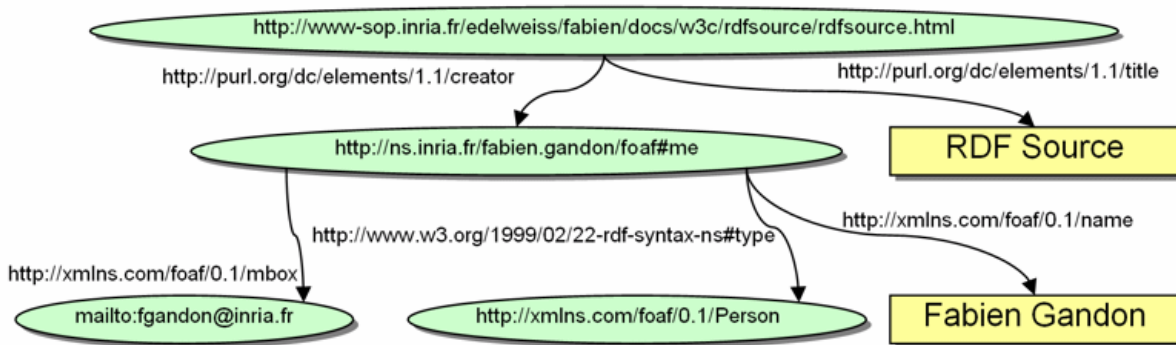 http://www-sop.inria.fr/edelweiss/fabien/docs/w3c/rdfsource/rdfsource.html
http://purl.org/dc/elements/1.1/creator
http://purl.org/dc/elements/1.1/title
http://ns.inria.fr/fabien.gandon/foaf#me
RDF Source
http://xmlns.com/foaf/0.1/name
http://www.w3.org/1999/02/22-rdf-syntax-ns#type
http://xmlns.com/foaf/0.1/mbox
mailto:fgandon@inria.fr
http://xmlns.com/foaf/0.1/Person
Fabien Gandon